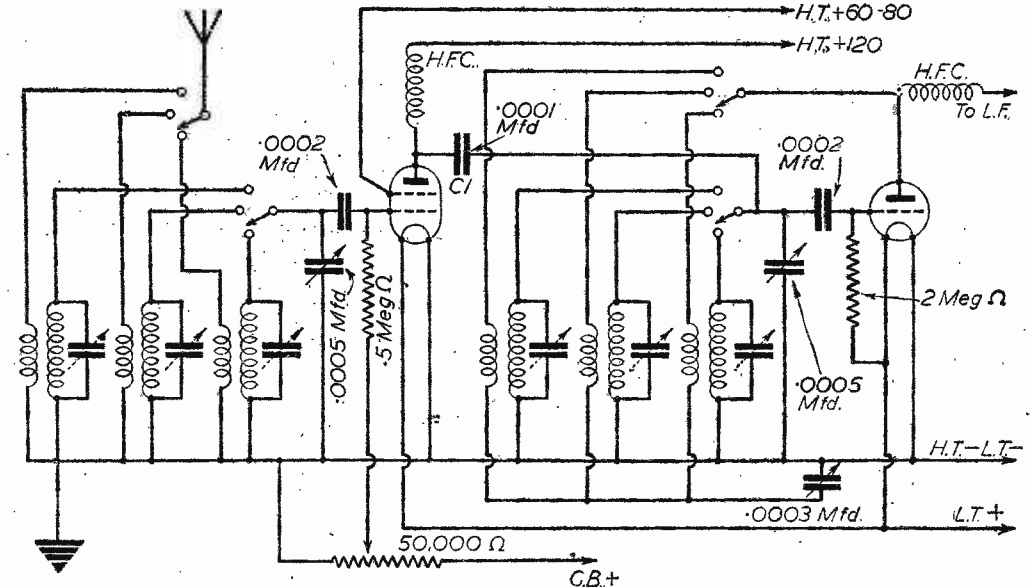 H.T.+60-80
H.T.+120
H.F.C.
H.F.C.
To L.F.
.0001
Mfd
.0002
Mfd
.0002
Mfd.
C1
.0005 Mfd.
.5 Meg Ω
2 Meg Ω
.0005
Mfd.
H.T.-L.T.-
.0003 Mfd.
L.T.+
50,000 Ω
G.B.+